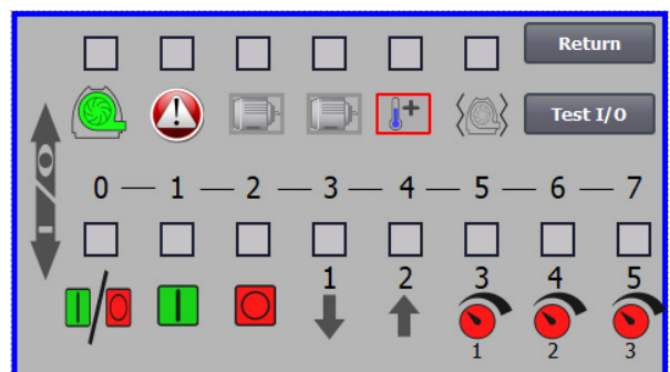 Return
Test I/O
I/O
0 — 1 — 2 — 3 — 4 — 5 — 6 — 7
1 2 3 4 5
1 2 3